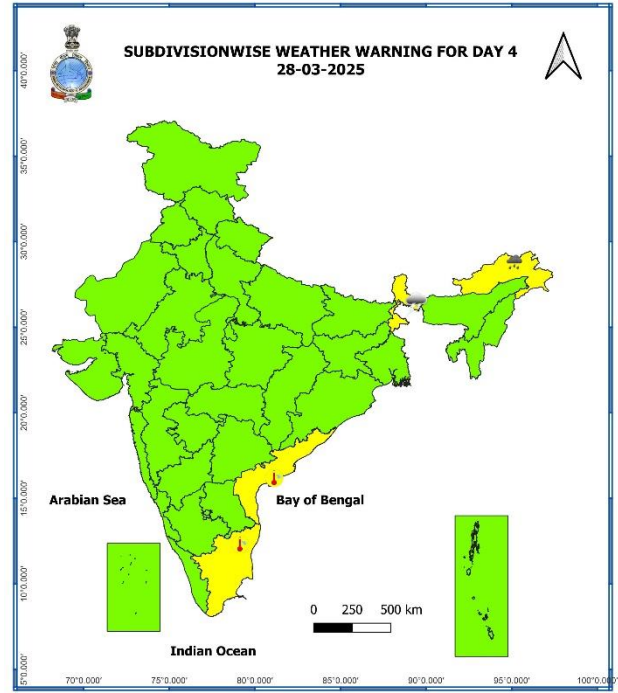 SUBDIVISIONWISE WEATHER WARNING FOR DAY 4
28-03-2025
40°0.000'
35°0.000'
30°0.000'
25°0.000'
20°0.000'
15°0.000'
10°0.000'
5°0.000'
Arabian Sea
Bay of Bengal
0 250 500 km
Indian Ocean
70°0.000' 75°0.000' 80°0.000' 85°0.000' 90°0.000' 95°0.000' 100°0.000'